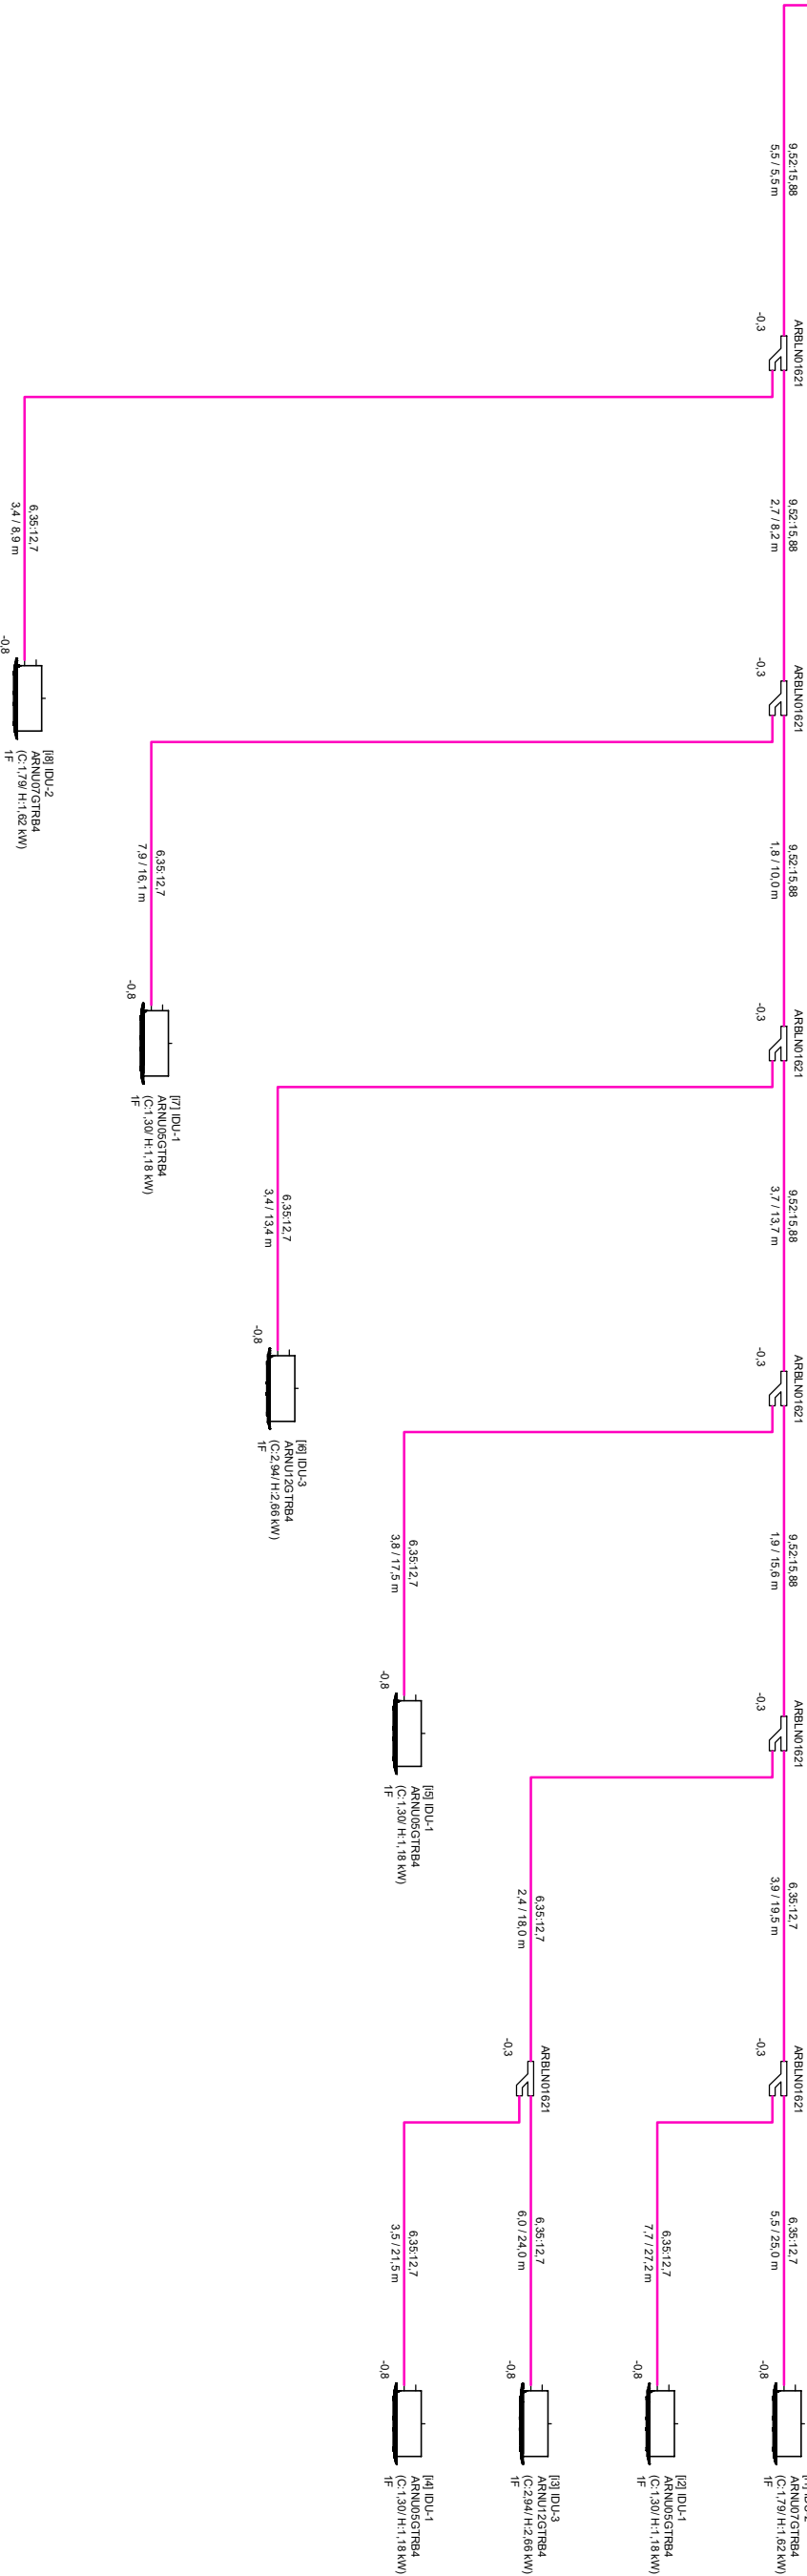 9,52:15,88
5,5 / 5,5 m
ARBLN01621
-0,3
6,35:12,7
3,4 / 8,9 m
-0,8
[i8] IDU-2
ARNU07GTRB4
(C:1,79/ H:1,62 kW)
1F
9,52:15,88
2,7 / 8,2 m
ARBLN01621
-0,3
6,35:12,7
7,9 / 16,1 m
-0,8
[i7] IDU-1
ARNU05GTRB4
(C:1,30/ H:1,18 kW)
1F
9,52:15,88
1,8 / 10,0 m
ARBLN01621
-0,3
6,35:12,7
3,4 / 13,4 m
-0,8
[i6] IDU-3
ARNU12GTRB4
(C:2,94/ H:2,66 kW)
1F
9,52:15,88
3,7 / 13,7 m
ARBLN01621
-0,3
6,35:12,7
3,8 / 17,5 m
-0,8
[i5] IDU-1
ARNU05GTRB4
(C:1,30/ H:1,18 kW)
1F
9,52:15,88
1,9 / 15,6 m
ARBLN01621
-0,3
6,35:12,7
2,4 / 18,0 m
ARBLN01621
-0,3
6,35:12,7
3,5 / 21,5 m
-0,8
[i4] IDU-1
ARNU05GTRB4
(C:1,30/ H:1,18 kW)
1F
6,35:12,7
6,0 / 24,0 m
-0,8
[i3] IDU-3
ARNU12GTRB4
(C:2,94/ H:2,66 kW)
1F
6,35:12,7
3,9 / 19,5 m
ARBLN01621
-0,3
6,35:12,7
7,7 / 27,2 m
-0,8
[i2] IDU-1
ARNU05GTRB4
(C:1,30/ H:1,18 kW)
1F
6,35:12,7
5,5 / 25,0 m
-0,8
ARNU07GTRB4
(C:1,79/ H:1,62 kW)
1F